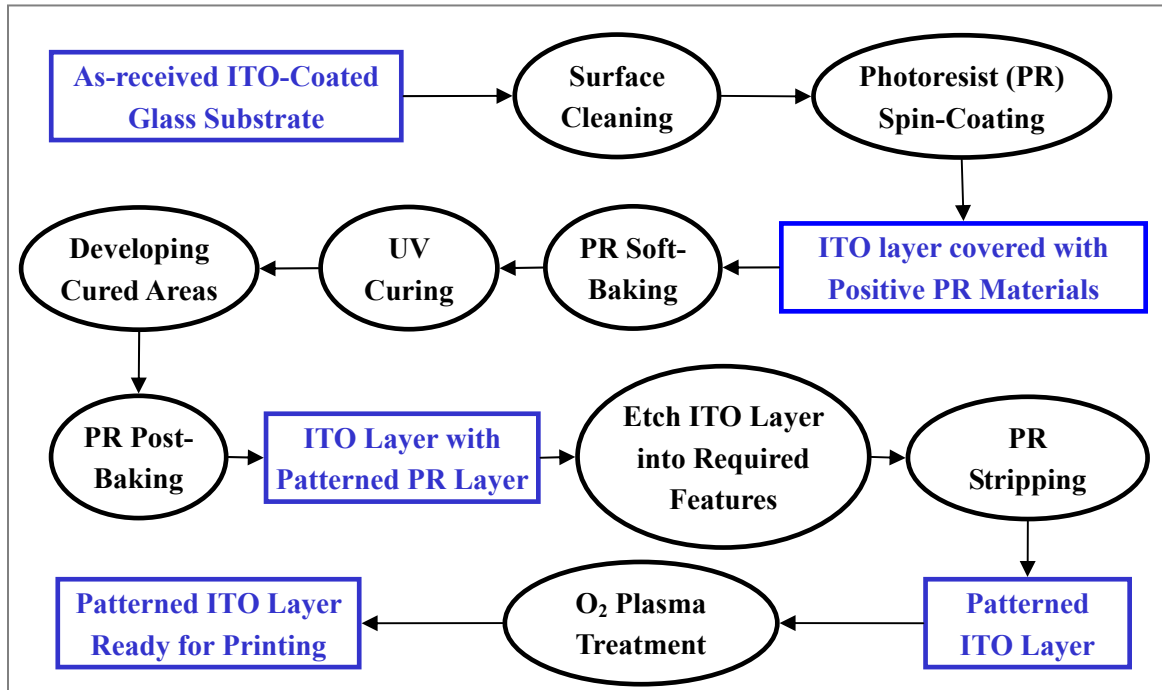 As-received ITO-Coated
Glass Substrate
Surface
Cleaning
Photoresist (PR)
Spin-Coating
ITO layer covered with
Positive PR Materials
PR Soft-
Baking
UV
Curing
Developing
Cured Areas
PR Post-
Baking
ITO Layer with
Patterned PR Layer
Etch ITO Layer
into Required
Features
PR
Stripping
Patterned
ITO Layer
O₂ Plasma
Treatment
Patterned ITO Layer
Ready for Printing